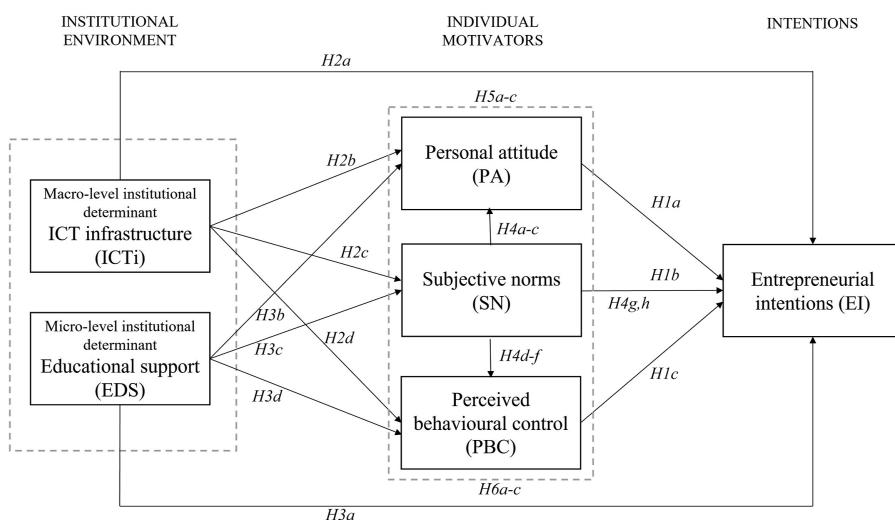 INSTITUTIONAL
ENVIRONMENT
INDIVIDUAL
MOTIVATORS
INTENTIONS
H2a
H5a-c
Macro-level institutional
determinant
ICT infrastructure
(ICTi)
Micro-level institutional
determinant
Educational support
(EDS)
H2b
H2c
H3b
H3c
H2d
H3d
Personal attitude
(PA)
H4a-c
Subjective norms
(SN)
H4d-f
Perceived
behavioural control
(PBC)
H1a
H1b
H4g,h
H1c
Entrepreneurial
intentions (EI)
H6a-c
H3a